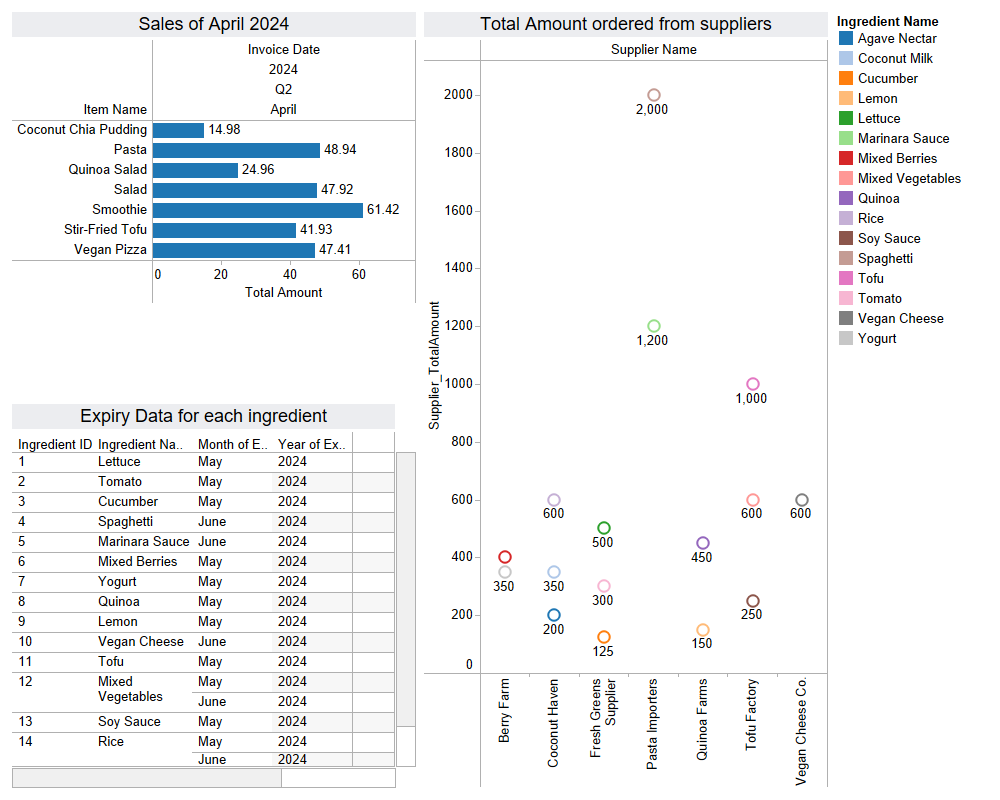 Sales of April 2024
Invoice Date
2024
Q2
Item Name April
Coconut Chia Pudding 14.98
Pasta 48.94
Quinoa Salad 24.96
Salad 47.92
Smoothie 61.42
Stir-Fried Tofu 41.93
Vegan Pizza 47.41
0 20 40 60
Total Amount
Expiry Data for each ingredient
Ingredient ID Ingredient Na.. Month of E.. Year of Ex..
1 Lettuce May 2024
2 Tomato May 2024
3 Cucumber May 2024
4 Spaghetti June 2024
5 Marinara Sauce June 2024
6 Mixed Berries May 2024
7 Yogurt May 2024
8 Quinoa May 2024
9 Lemon May 2024
10 Vegan Cheese June 2024
11 Tofu May 2024
12 Mixed May 2024
Vegetables
June 2024
13 Soy Sauce May 2024
14 Rice May 2024
June 2024
Total Amount ordered from suppliers
Supplier Name
Supplier_TotalAmount
2000
1800
1600
1400
1200
1000
800
600
400
200
0
2,000
1,200
1,000
600
600
600
500
450
350
350
300
250
200
150
125
Berry Farm
Coconut Haven
Fresh Greens
Supplier
Pasta Importers
Quinoa Farms
Tofu Factory
Vegan Cheese Co.
Ingredient Name
Agave Nectar
Coconut Milk
Cucumber
Lemon
Lettuce
Marinara Sauce
Mixed Berries
Mixed Vegetables
Quinoa
Rice
Soy Sauce
Spaghetti
Tofu
Tomato
Vegan Cheese
Yogurt